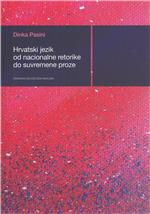 Dinka Pasini
Hrvatski jezik
od nacionalne retorike
do suvremene proze